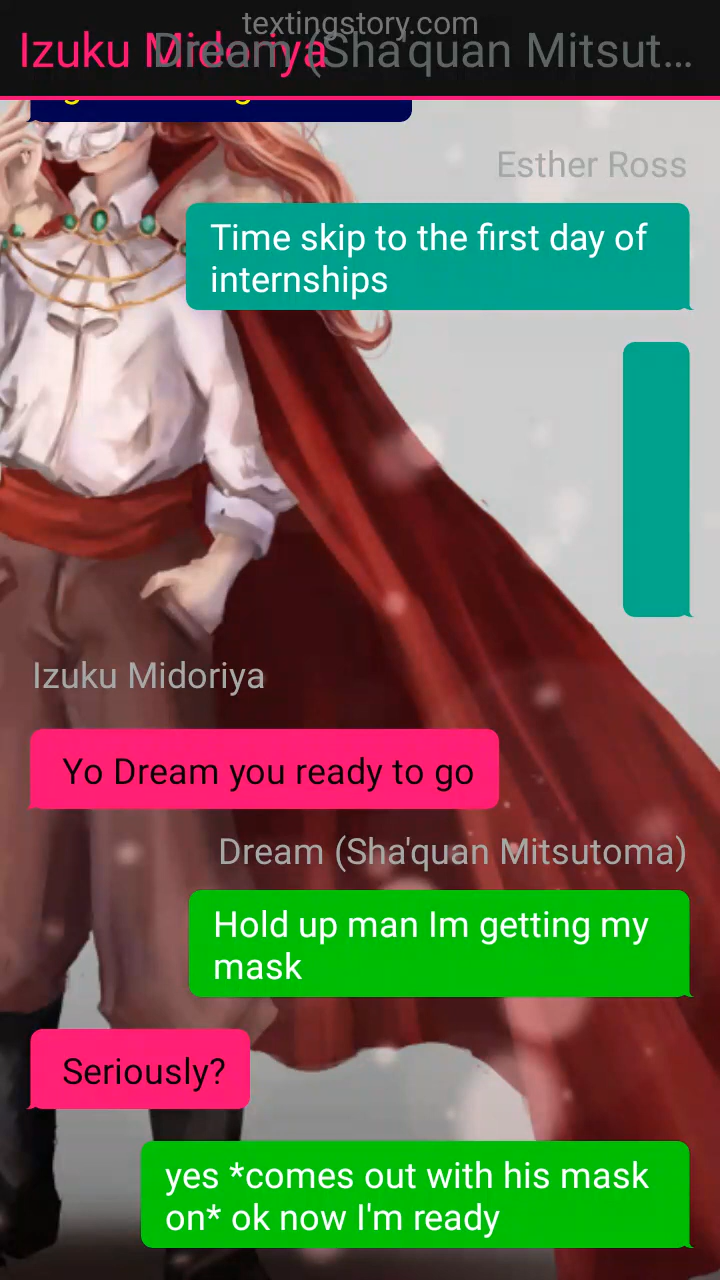 textingstory.com
Izuku Midoriya
Dream (Sha'quan Mitsut...
Esther Ross
Time skip to the first day of
internships
Izuku Midoriya
Yo Dream you ready to go
Dream (Sha'quan Mitsutoma)
Hold up man Im getting my
mask
Seriously?
yes *comes out with his mask
on* ok now I'm ready